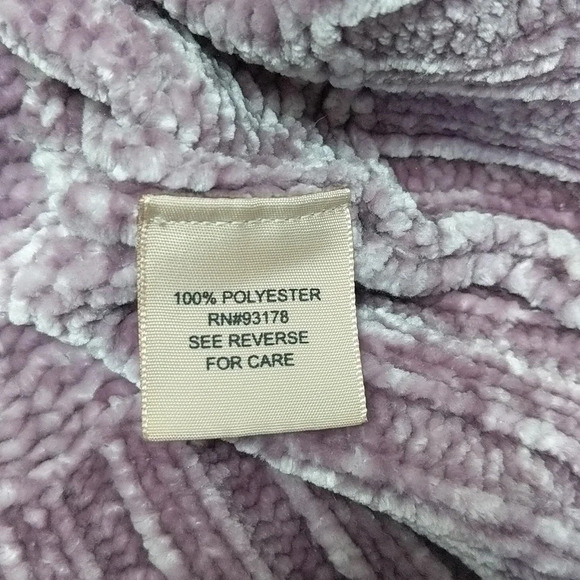 100% POLYESTER
RN#93178
SEE REVERSE
FOR CARE